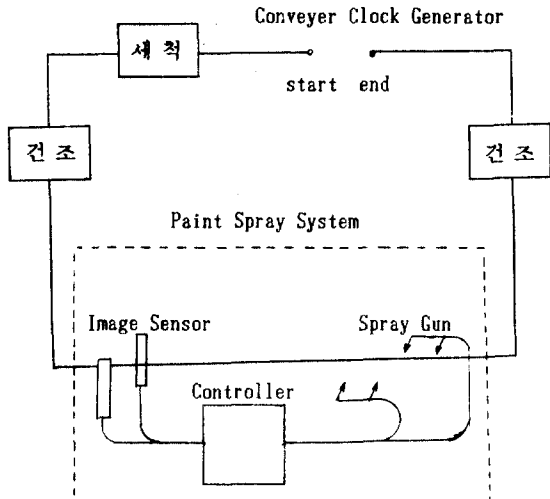 Conveyer Clock Generator
세척
start end
건조
건조
Paint Spray System
Image Sensor
Spray Gun
Controller